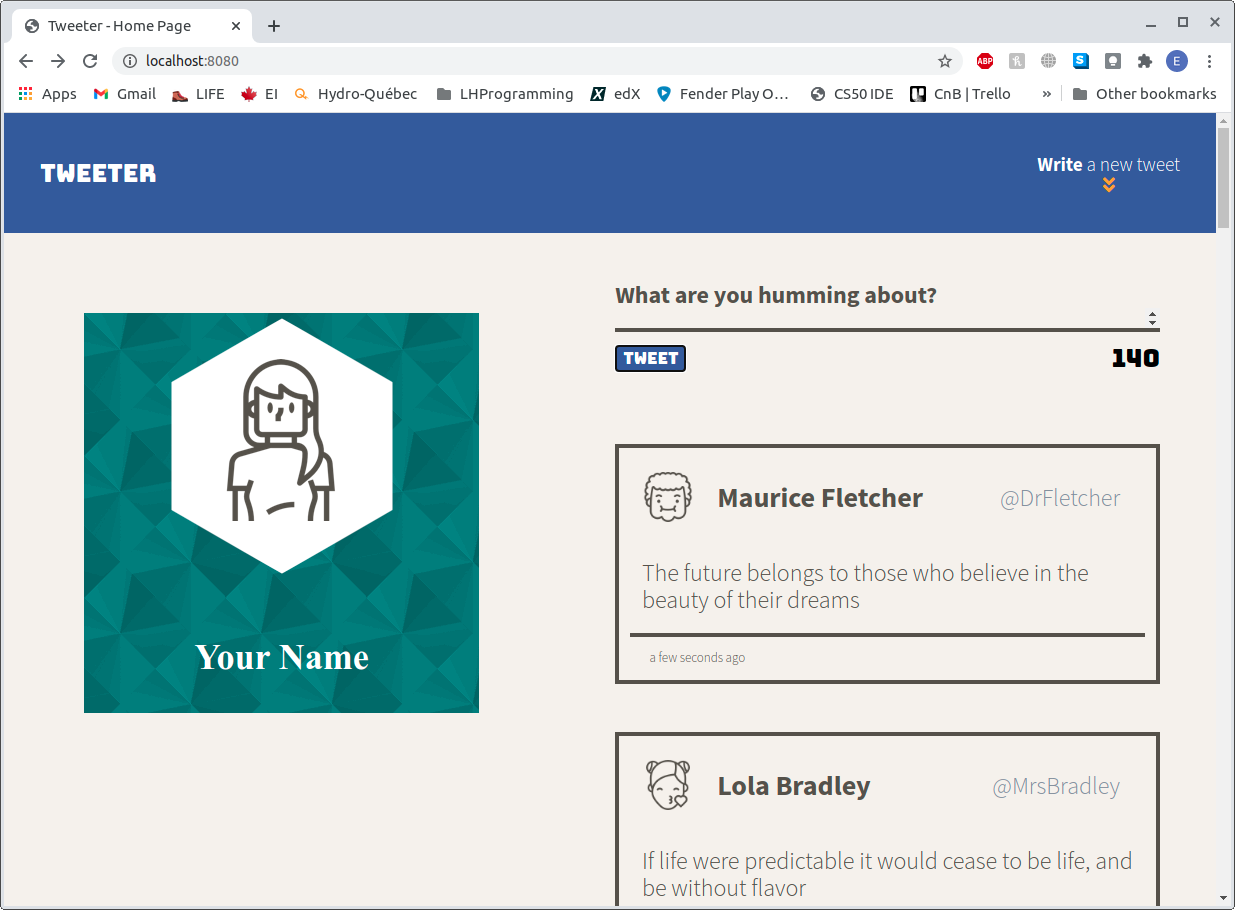 Tweeter - Home Page
localhost:8080
ABP
S
E
Apps Gmail LIFE EI Hydro-Québec LHProgramming edX Fender Play O… CS50 IDE CnB | Trello » Other bookmarks
TWEETER
Write a new tweet
What are you humming about?
TWEET 140
Maurice Fletcher @DrFletcher
The future belongs to those who believe in the
beauty of their dreams
a few seconds ago
Your Name
Lola Bradley @MrsBradley
If life were predictable it would cease to be life, and
be without flavor